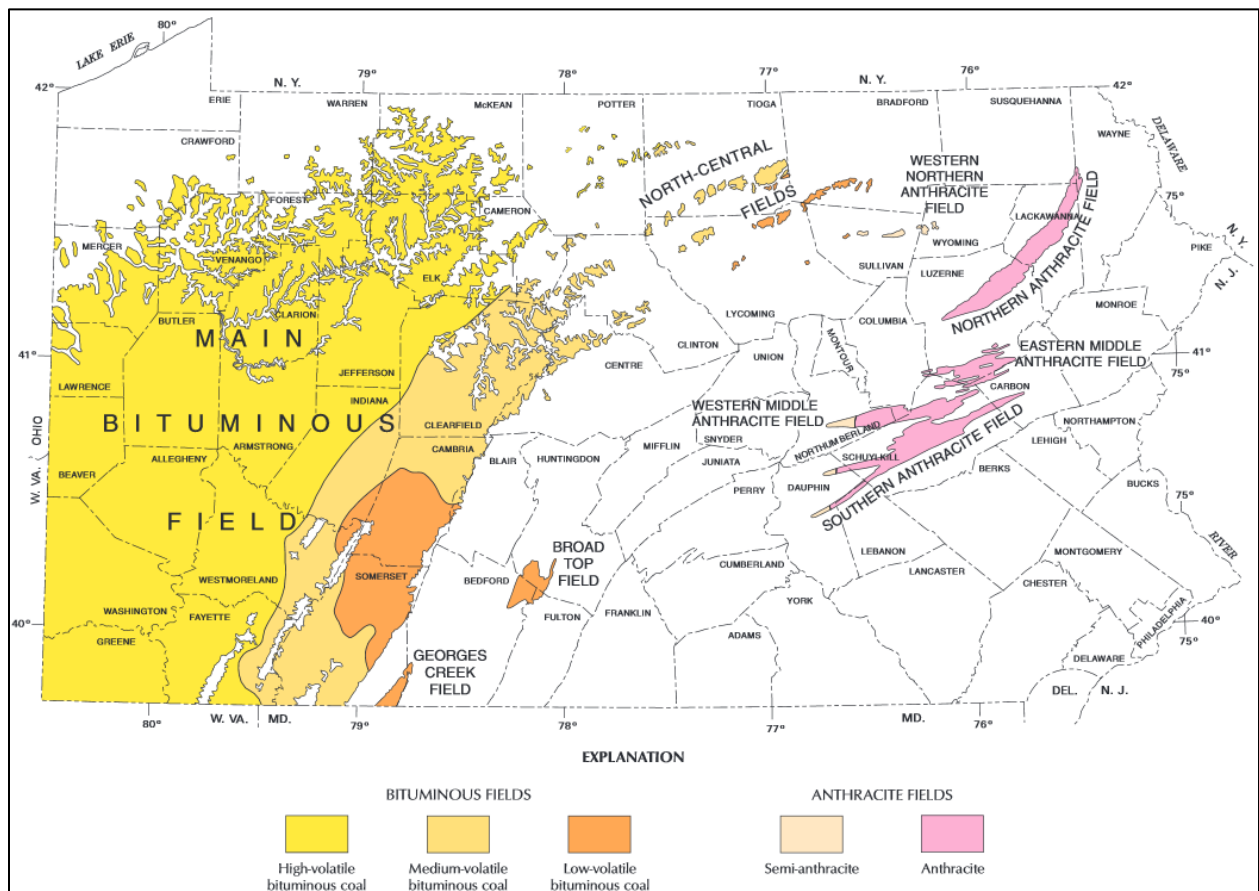 LAKE ERIE
80°
79°
78°
77°
76°
42°
N. Y.
N. Y.
42°
ERIE
WARREN
McKEAN
POTTER
TIOGA
BRADFORD
SUSQUEHANNA
WAYNE
DELAWARE
CRAWFORD
NORTH-CENTRAL
FIELDS
WESTERN
NORTHERN
ANTHRACITE
FIELD
75°
FOREST
CAMERON
LACKAWANNA
MERCER
VENANGO
ELK
WYOMING
SULLIVAN
LUZERNE
PIKE
N. Y.
N. J.
NORTHERN ANTHRACITE FIELD
MONROE
BUTLER
CLARION
LYCOMING
COLUMBIA
MONTOUR
CLINTON
UNION
CENTRE
MAIN
BITUMINOUS
FIELD
41°
EASTERN MIDDLE
ANTHRACITE FIELD
41°
75°
JEFFERSON
LAWRENCE
INDIANA
CARBON
WESTERN MIDDLE
ANTHRACITE FIELD
CLEARFIELD
NORTHAMPTON
OHIO
W. VA.
ARMSTRONG
ALLEGHENY
CAMBRIA
BLAIR
HUNTINGDON
MIFFLIN
SNYDER
NORTHUMBERLAND
SCHUYLKILL
LEHIGH
BEAVER
JUNIATA
PERRY
DAUPHIN
SOUTHERN ANTHRACITE FIELD
BERKS
BUCKS
75°
RIVER
WESTMORELAND
SOMERSET
BEDFORD
BROAD
TOP
FIELD
CUMBERLAND
LEBANON
LANCASTER
MONTGOMERY
CHESTER
WASHINGTON
FAYETTE
FULTON
FRANKLIN
YORK
PHILADELPHIA
40°
GREENE
ADAMS
40°
75°
GEORGES
CREEK
FIELD
DELAWARE
DEL.
N. J.
80°
W. VA.
MD.
79°
78°
77°
MD.
76°
EXPLANATION
BITUMINOUS FIELDS
ANTHRACITE FIELDS
High-volatile
bituminous coal
Medium-volatile
bituminous coal
Low-volatile
bituminous coal
Semi-anthracite
Anthracite